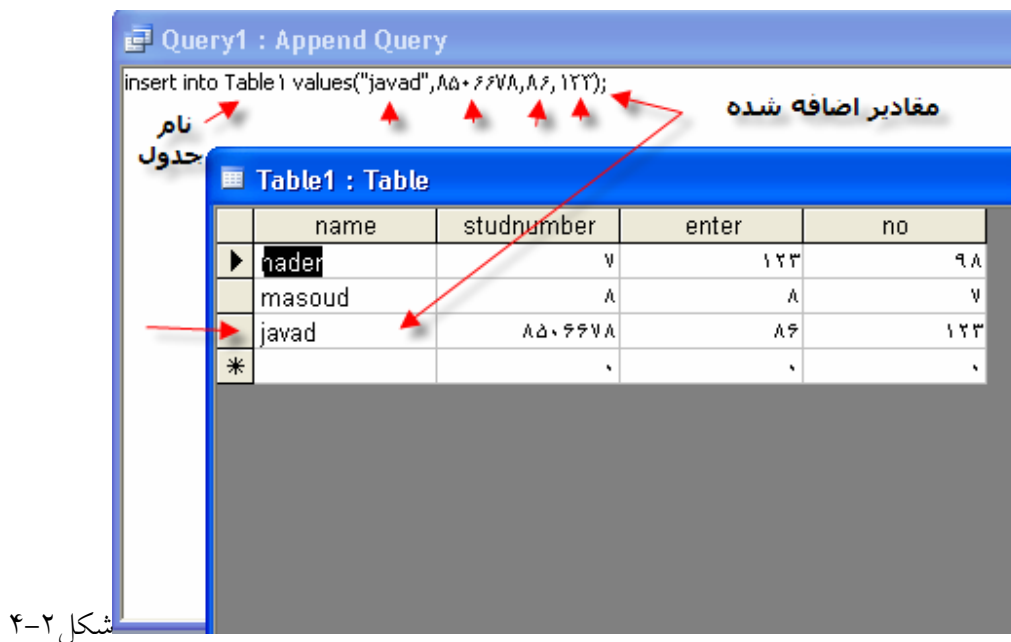 Query1 : Append Query
insert into Table۱ values("javad",۸۵۰۶۶۷۸,۸۶,۱۲۳);
مقادیر اضافه شده
نام
جدول
Table1 : Table
name studnumber enter no
nader ۷ ۱۲۳ ۹۸
masoud ۸ ۸ ۷
javad ۸۵۰۶۶۷۸ ۸۶ ۱۲۳
۰ ۰ ۰
شکل ۲-۴